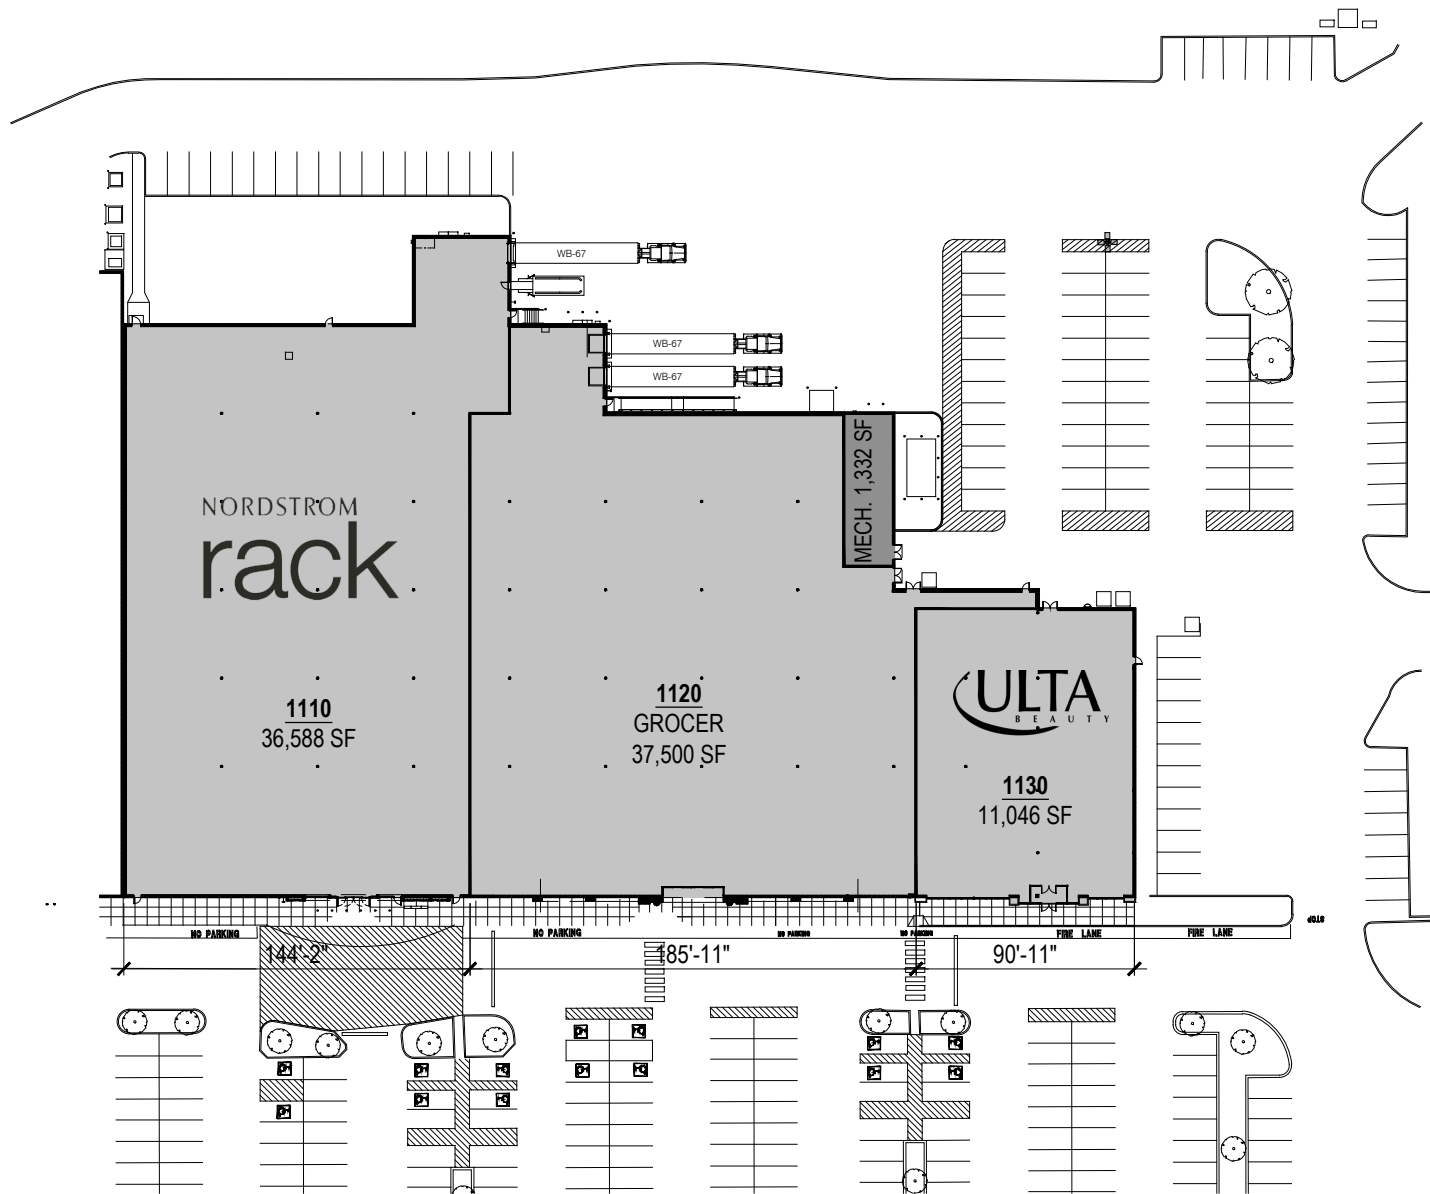 WB-67
WB-67
WB-67
MECH. 1,332 SF
NORDSTROM
rack
ULTA
BEAUTY
1110
36,588 SF
1120
GROCER
37,500 SF
1130
11,046 SF
STOP
NO PARKING
NO PARKING
NO PARKING
NO PARKING
FIRE LANE
FIRE LANE
144'-2"
185'-11"
90'-11"